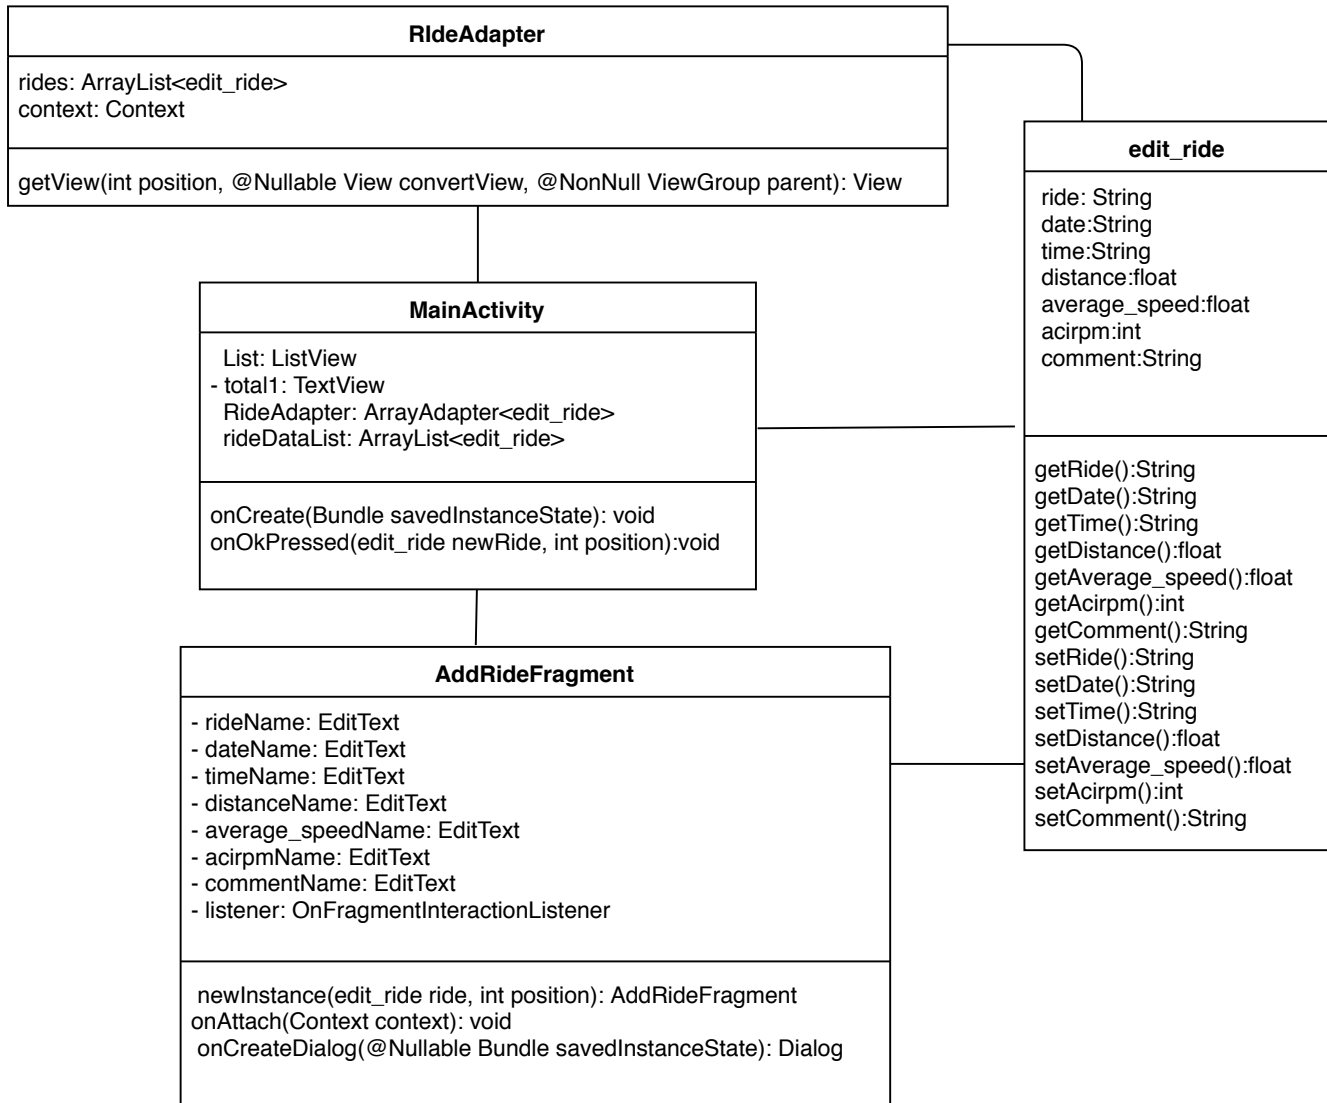 RIdeAdapter
rides: ArrayList<edit_ride>
context: Context
getView(int position, @Nullable View convertView, @NonNull ViewGroup parent): View
MainActivity
List: ListView
- total1: TextView
RideAdapter: ArrayAdapter<edit_ride>
rideDataList: ArrayList<edit_ride>
onCreate(Bundle savedInstanceState): void
onOkPressed(edit_ride newRide, int position):void
AddRideFragment
- rideName: EditText
- dateName: EditText
- timeName: EditText
- distanceName: EditText
- average_speedName: EditText
- acirpmName: EditText
- commentName: EditText
- listener: OnFragmentInteractionListener
newInstance(edit_ride ride, int position): AddRideFragment
onAttach(Context context): void
onCreateDialog(@Nullable Bundle savedInstanceState): Dialog
edit_ride
ride: String
date:String
time:String
distance:float
average_speed:float
acirpm:int
comment:String
getRide():String
getDate():String
getTime():String
getDistance():float
getAverage_speed():float
getAcirpm():int
getComment():String
setRide():String
setDate():String
setTime():String
setDistance():float
setAverage_speed():float
setAcirpm():int
setComment():String